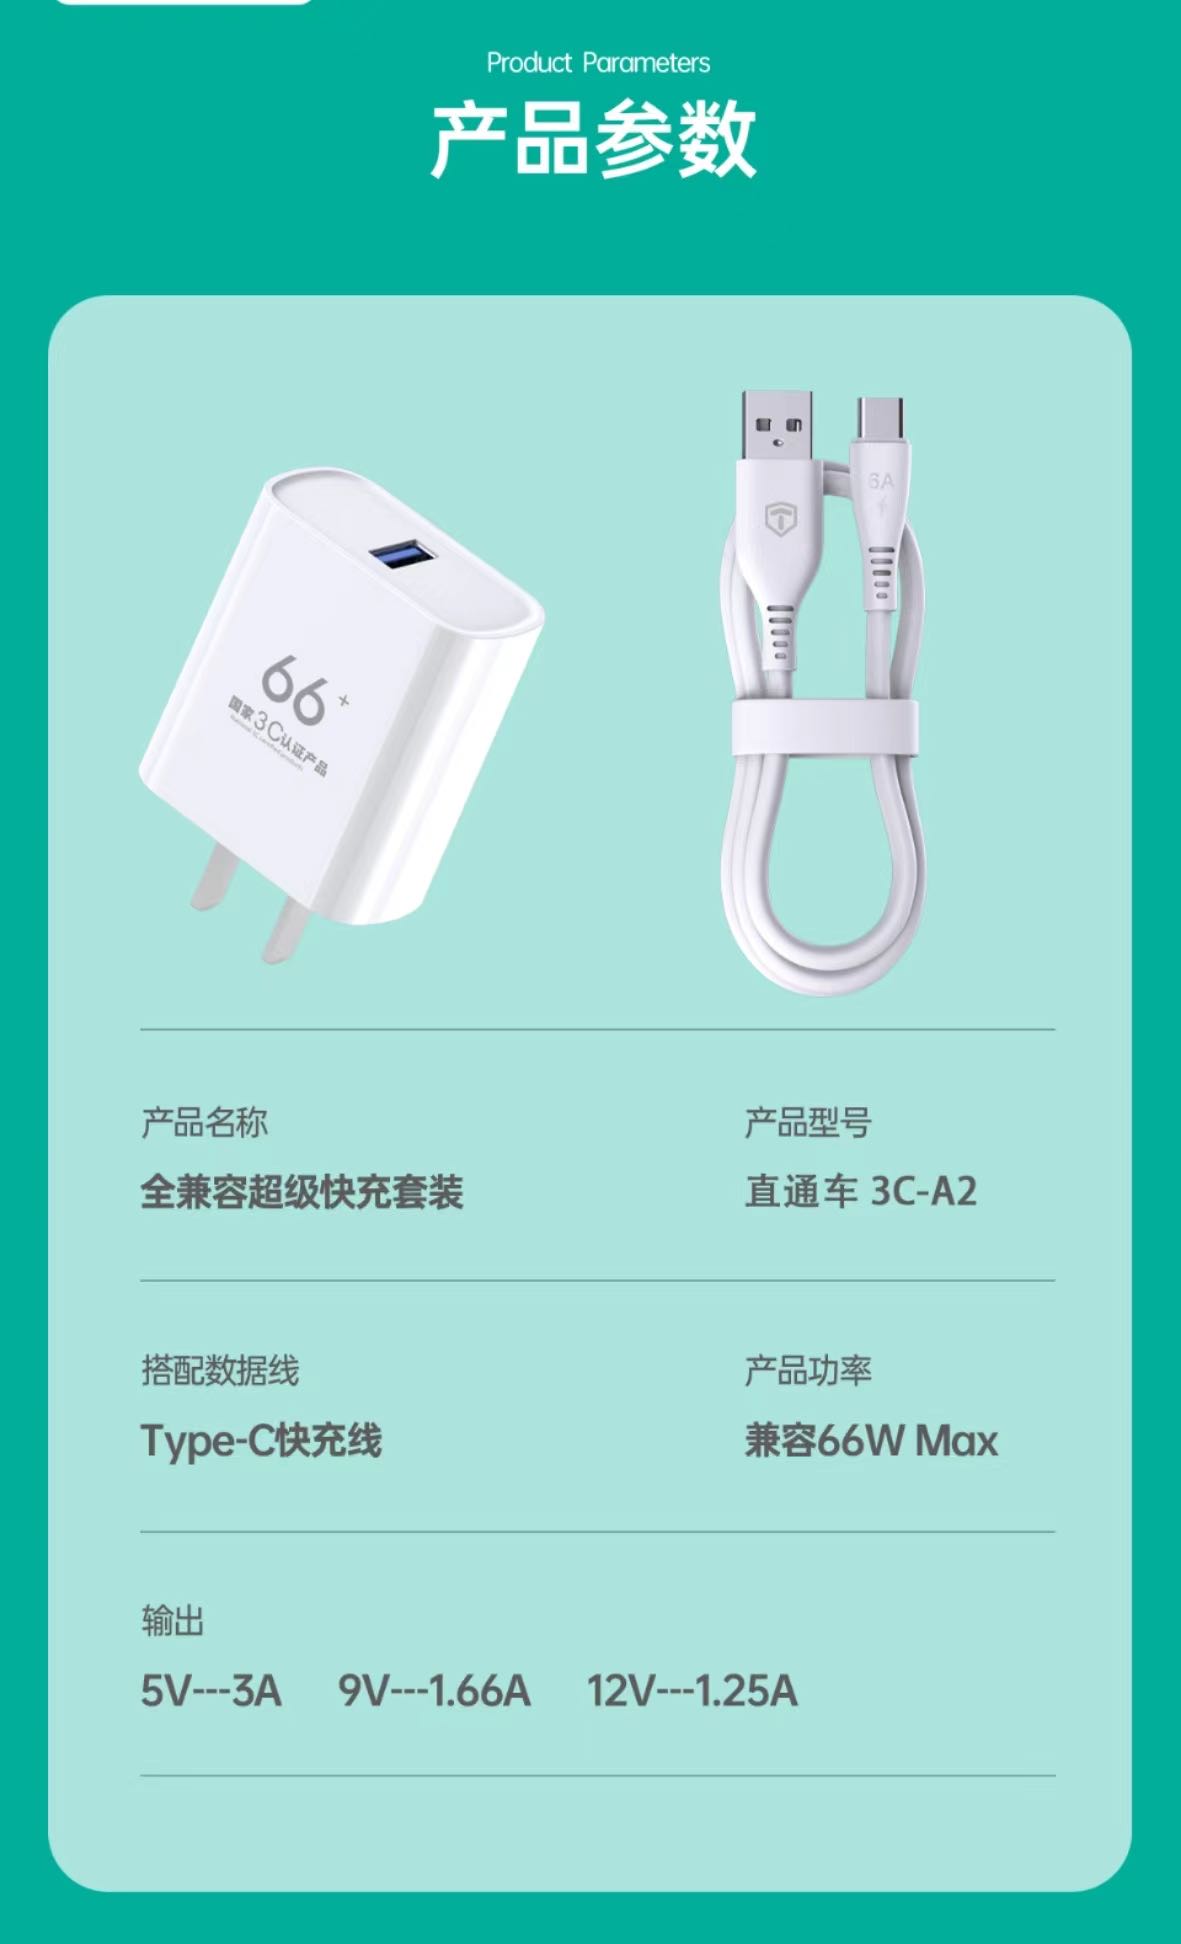 Product Parameters
产品参数
66+
国家3C认证产品
6A
产品名称
产品型号
全兼容超级快充套装
直通车 3C-A2
搭配数据线
产品功率
Type-C快充线
兼容66W Max
输出
5V---3A 9V---1.66A 12V---1.25A